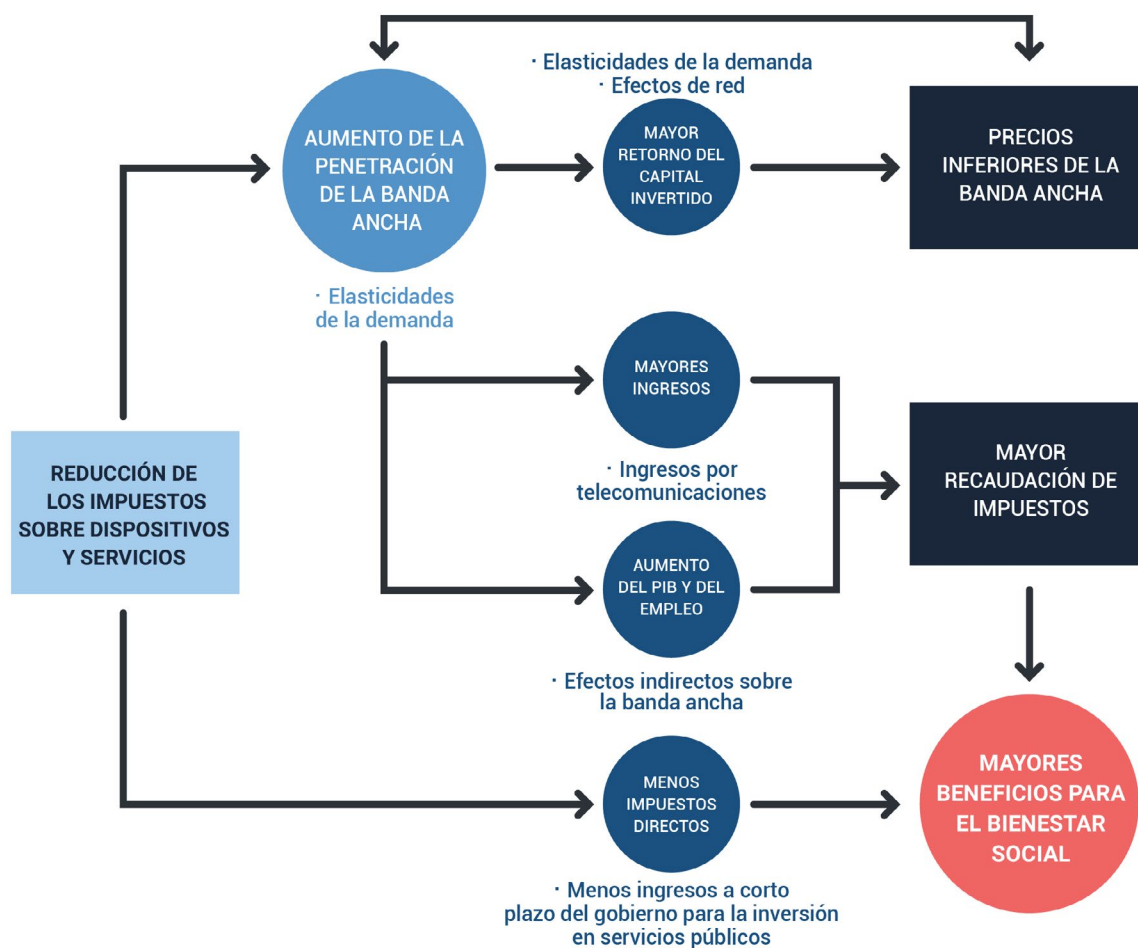 · Elasticidades de la demanda
· Efectos de red
AUMENTO DE LA
PENETRACIÓN
DE LA BANDA
ANCHA
MAYOR
RETORNO DEL
CAPITAL
INVERTIDO
PRECIOS
INFERIORES DE LA
BANDA ANCHA
· Elasticidades
de la demanda
MAYORES
INGRESOS
· Ingresos por
telecomunicaciones
REDUCCIÓN DE
LOS IMPUESTOS
SOBRE DISPOSITIVOS
Y SERVICIOS
MAYOR
RECAUDACIÓN DE
IMPUESTOS
AUMENTO
DEL PIB Y DEL
EMPLEO
· Efectos indirectos sobre
la banda ancha
MENOS
IMPUESTOS
DIRECTOS
MAYORES
BENEFICIOS PARA
EL BIENESTAR
SOCIAL
· Menos ingresos a corto
plazo del gobierno para la inversión
en servicios públicos